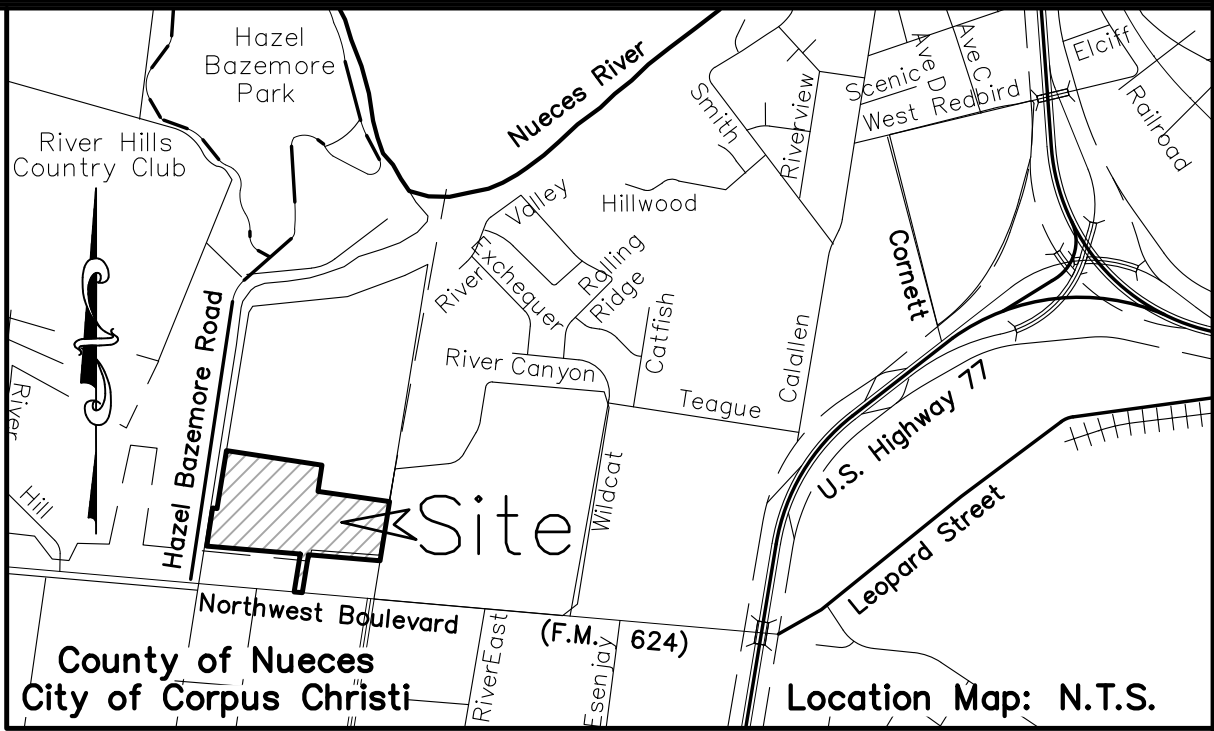 Hazel
Bazemore
Park
River Hills
Country Club
Nueces River
Smith
Riverview
Scenic
Ave D
Ave C
Elciff
West Redbird
Railroad
Hillwood
Valley
Exchequer
River
Rolling
Ridge
Catfish
Cornett
Calallen
River Canyon
Teague
Hazel Bazemore Road
River
Hill
Site
Wildcat
U.S. Highway 77
Leopard Street
Northwest Boulevard
(F.M. 624)
RiverEast
Esenjay
County of Nueces
City of Corpus Christi
Location Map: N.T.S.